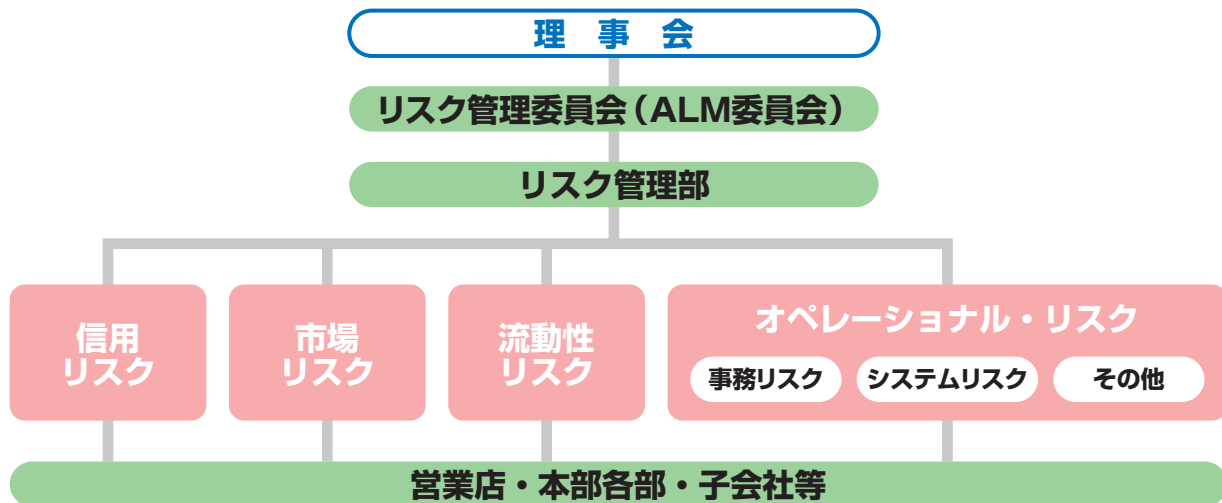 理事会
リスク管理委員会（ALM委員会）
リスク管理部
信用
リスク
市場
リスク
流動性
リスク
オペレーショナル・リスク
事務リスク
システムリスク
その他
営業店・本部各部・子会社等